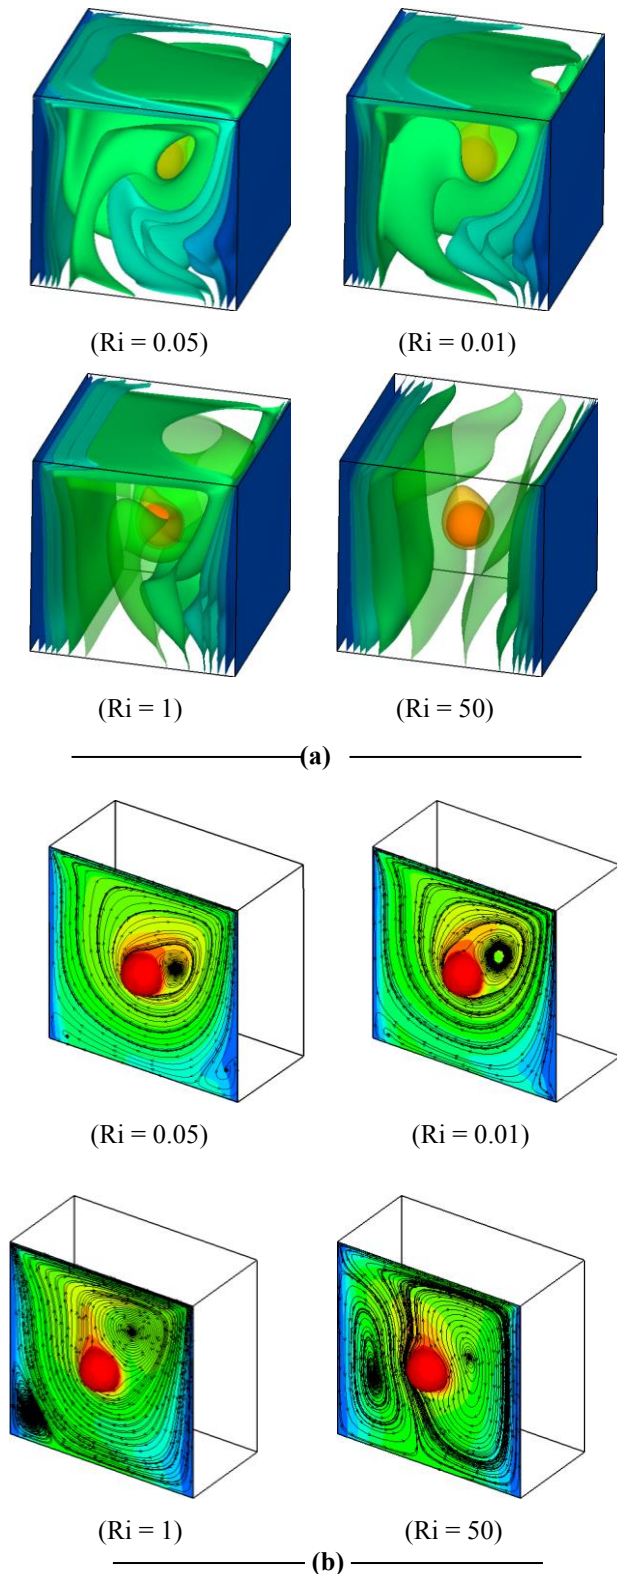 (Ri = 0.05) (Ri = 0.01)
(Ri = 1) (Ri = 50)
(a)
(Ri = 0.05) (Ri = 0.01)
(Ri = 1) (Ri = 50)
(b)